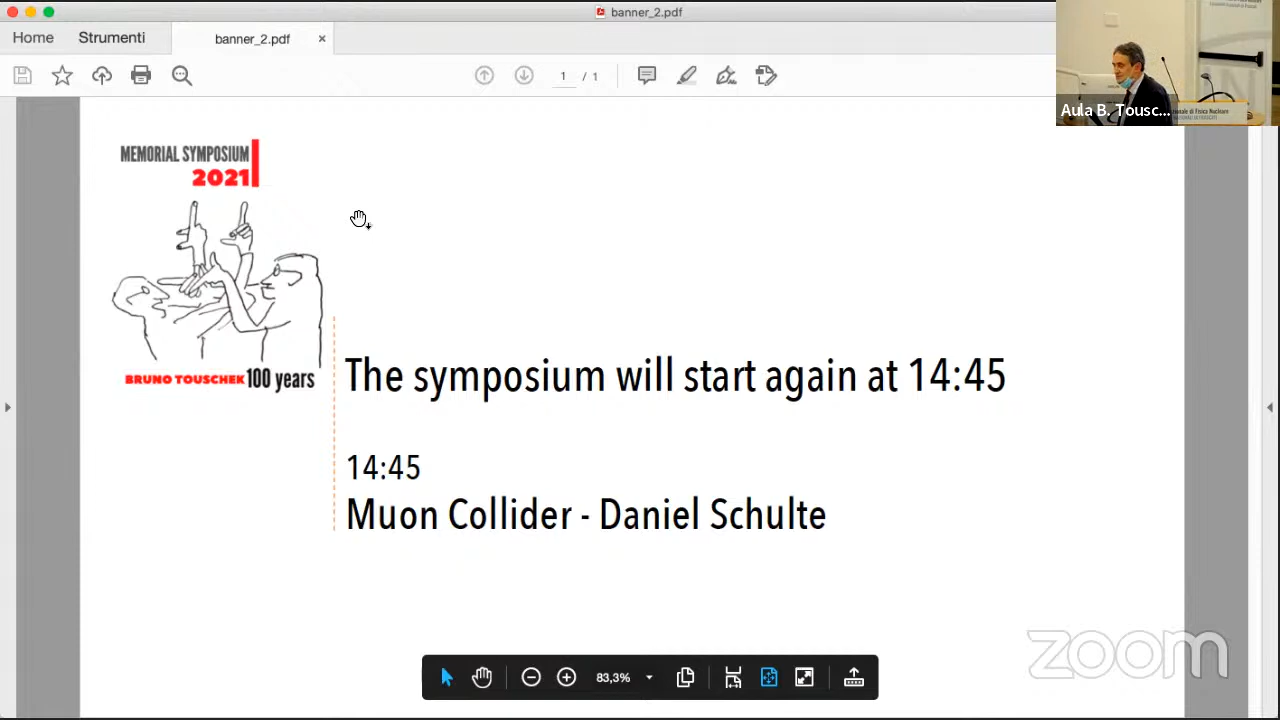 banner_2.pdf
Home
Strumenti
banner_2.pdf
1 / 1
Aula B. Tousc...
MEMORIAL SYMPOSIUM
2021
BRUNO TOUSCHEK 100 years
The symposium will start again at 14:45
14:45
Muon Collider - Daniel Schulte
83,3%
zoom